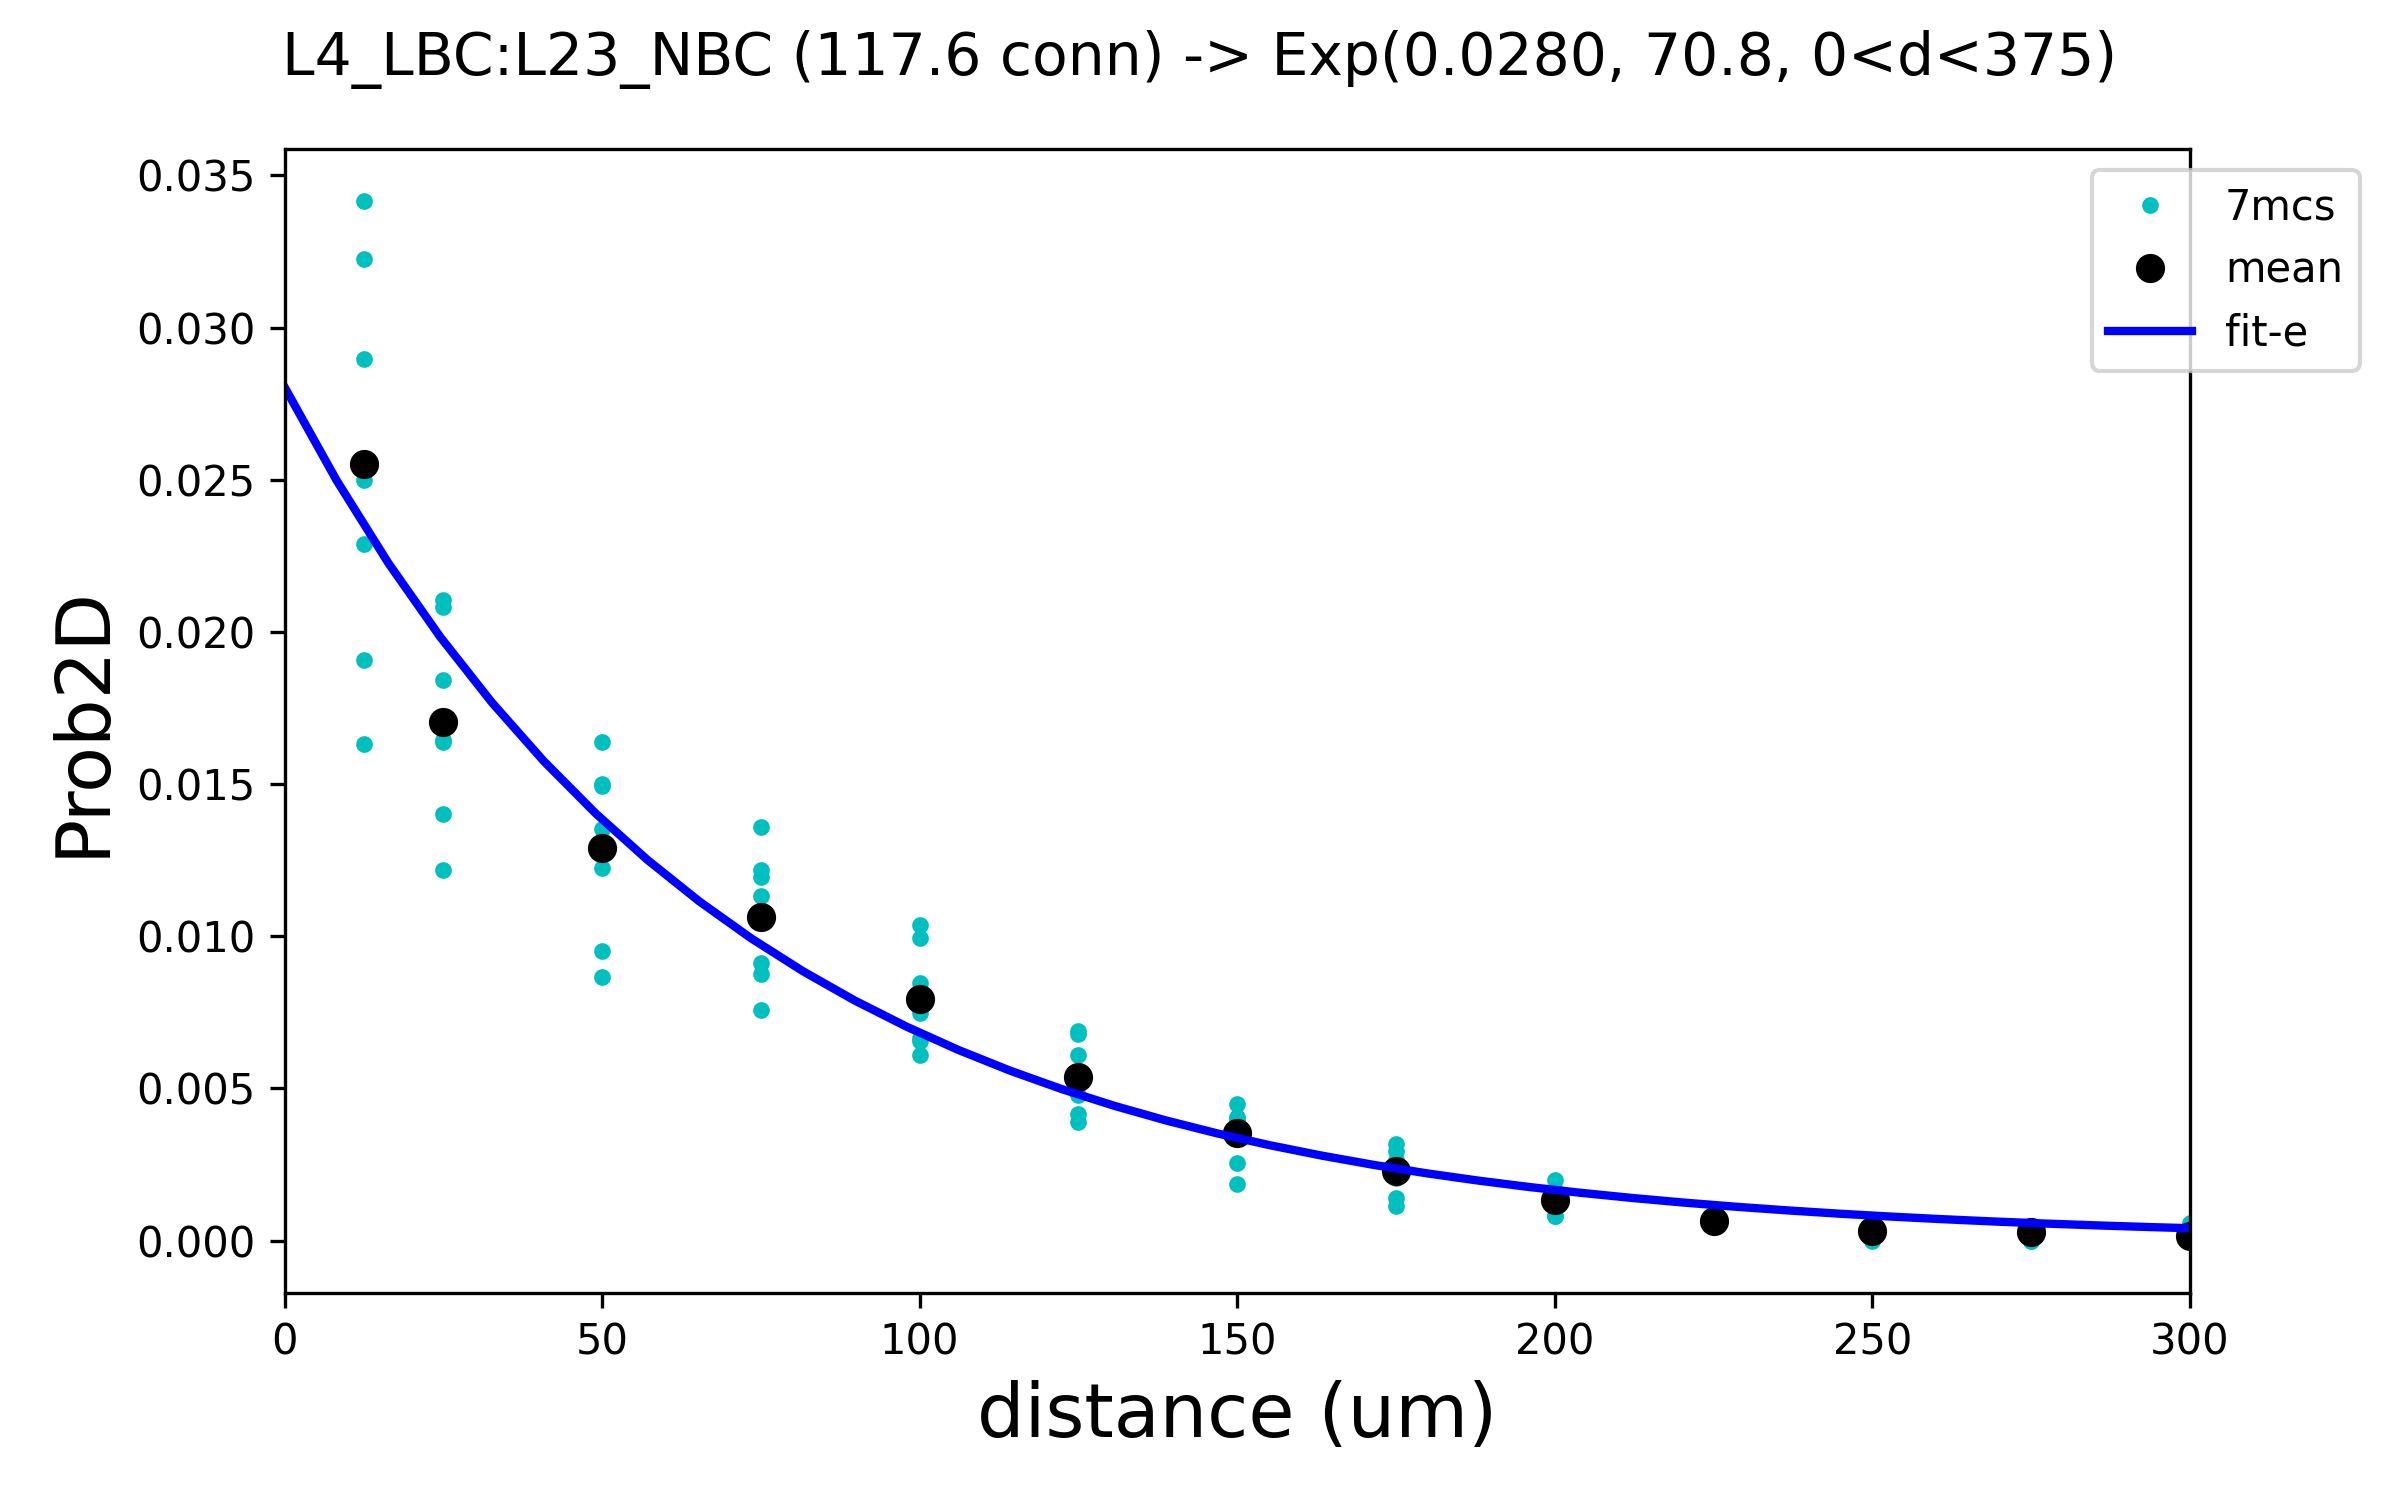 L4_LBC:L23_NBC (117.6 conn) -> Exp(0.0280, 70.8, 0<d<375)
7mcs
mean
fit-e
Prob2D
0.035
0.030
0.025
0.020
0.015
0.010
0.005
0.000
0 50 100 150 200 250 300
distance (um)